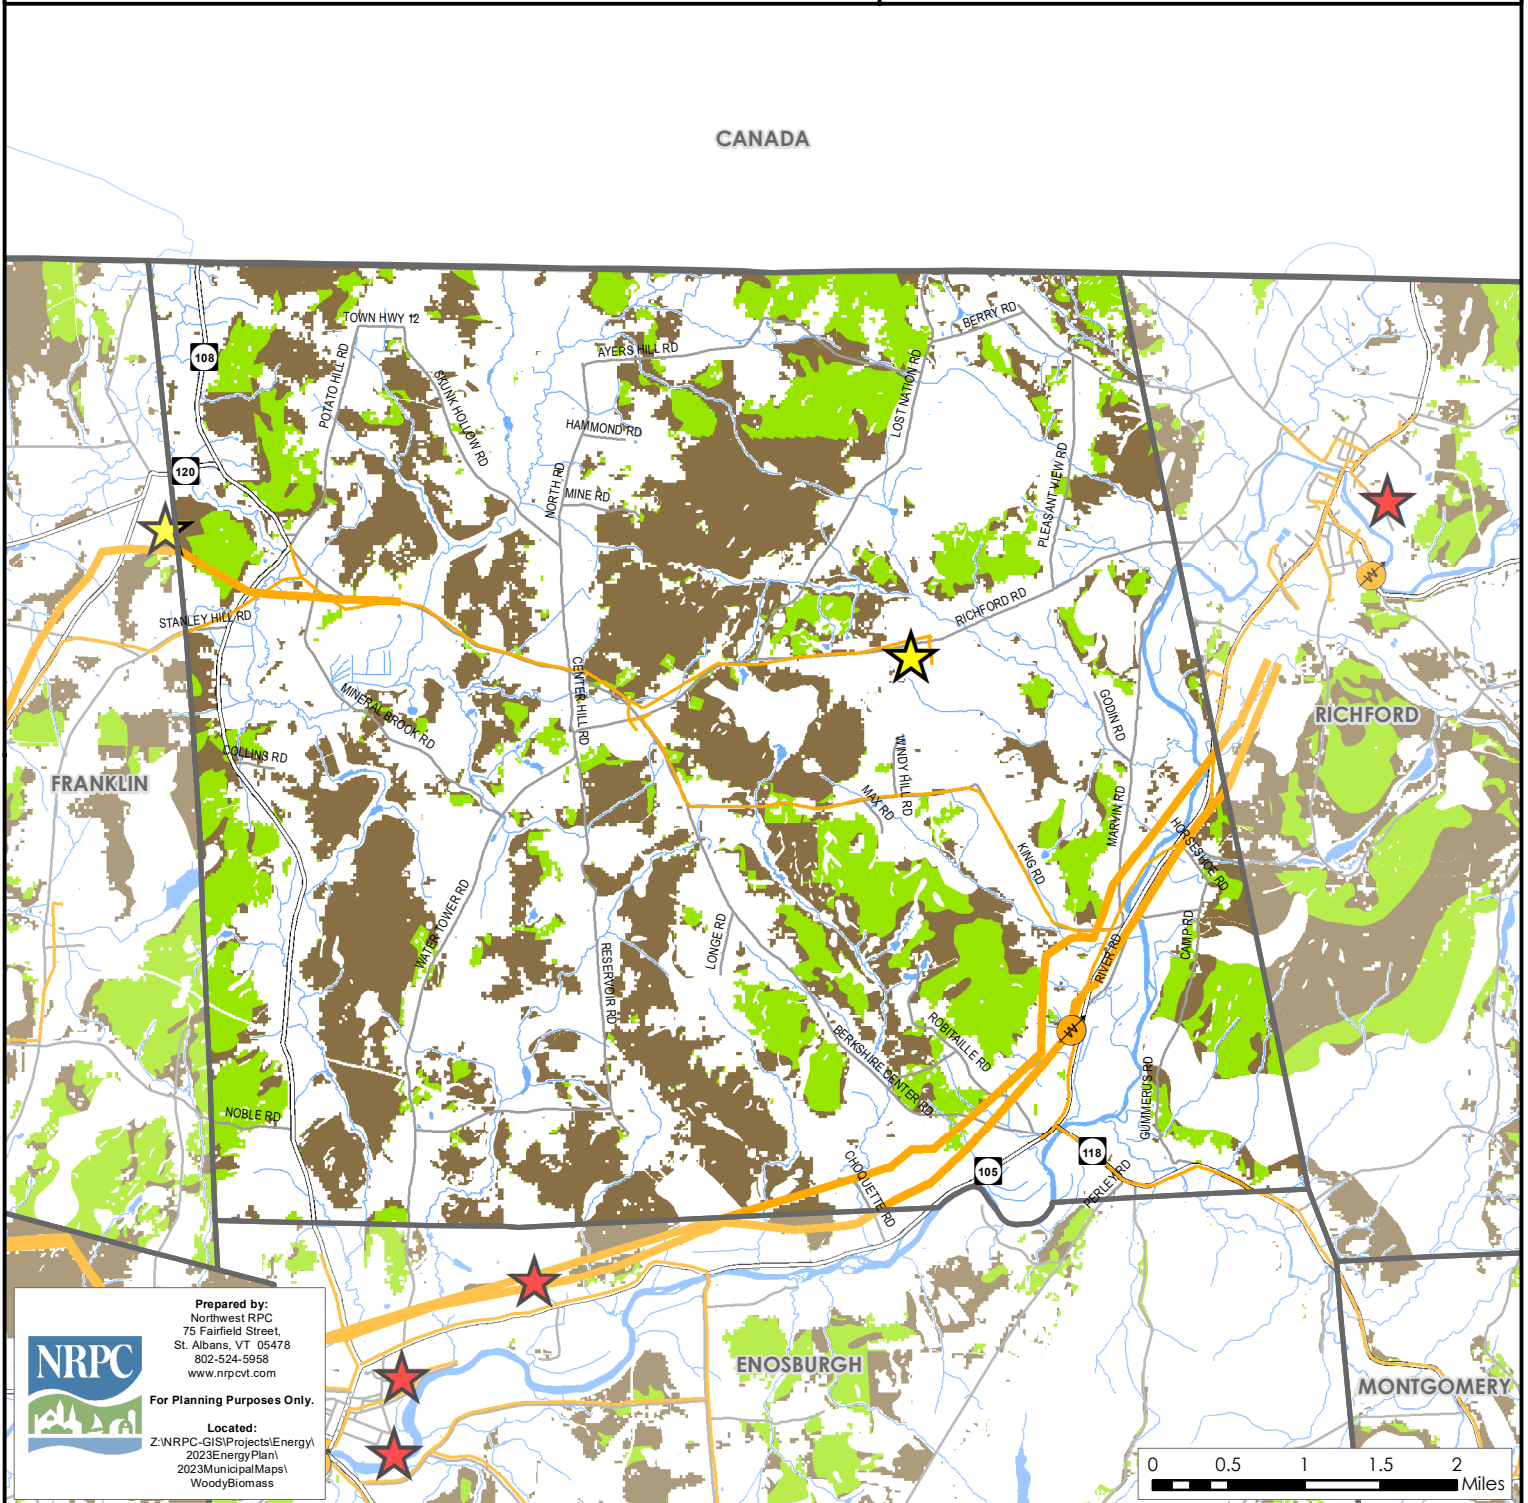 CANADA
TOWN HWY 12
BERRY RD
108
AYERS HILL RD
POTATO HILL RD
SKUNK HOLLOW RD
LOST NATION RD
HAMMOND RD
120
PLEASANT VIEW RD
NORTH RD
MINE RD
W
RICHFORD RD
STANLEY HILL RD
CENTER HILL RD
MINERAL BROOK RD
GODIN RD
RICHFORD
COLLINS RD
WINDY HILL RD
FRANKLIN
MAX RD
MARVIN RD
HORSESHOE RD
KING RD
WATER TOWER RD
LONGE RD
CAMP RD
RESERVOIR RD
RIVER RD
W
BERKSHIRE CENTER RD
ROBITAILLE RD
GUMMERUS RD
NOBLE RD
118
105
CHOQUETTE RD
PERLEY RD
ENOSBURGH
MONTGOMERY
NRPC
Prepared by:
Northwest RPC
75 Fairfield Street,
St. Albans, VT 05478
802-524-5958
www.nrpcvt.com
For Planning Purposes Only.
Located:
Z:\NRPC-GIS\Projects\Energy\
2023EnergyPlan\
2023MunicipalMaps\
WoodyBiomass
0 0.5 1 1.5 2
Miles